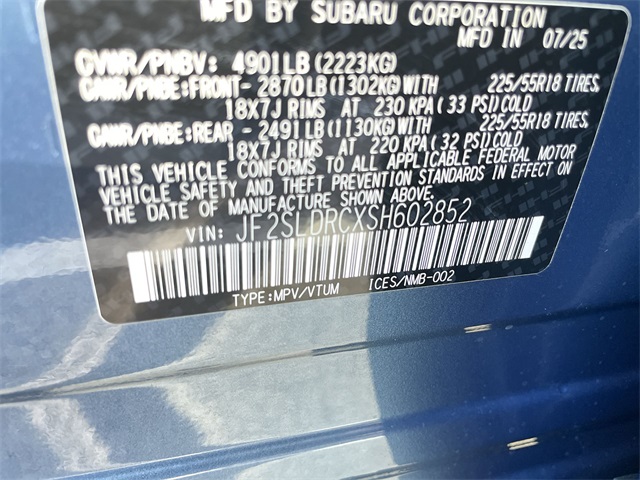 MFD BY SUBARU CORPORATION
MFD IN 07/25
GVWR/PNBV: 4901LB(2223KG)
GAWR/PNBE:FRONT- 2870LB(1302KG)WITH 225/55R18 TIRES,
18X7J RIMS AT 230 KPA(33 PSI)COLD
GAWR/PNBE:REAR - 2491LB(1130KG)WITH 225/55R18 TIRES,
18X7J RIMS AT 220 KPA(32 PSI)COLD
THIS VEHICLE CONFORMS TO ALL APPLICABLE FEDERAL MOTOR
VEHICLE SAFETY AND THEFT PREVENTION STANDARDS IN EFFECT ON
THE DATE OF MANUFACTURE SHOWN ABOVE.
VIN: JF2SLDRCXSH602852
TYPE:MPV/VTUM ICES/NMB-002